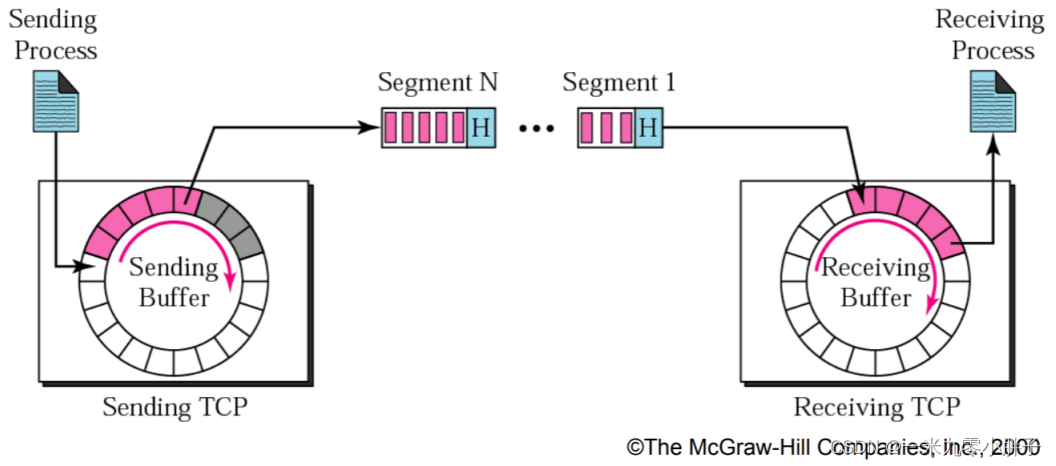 Sending
Process
Receiving
Process
Segment N
Segment 1
H
•••
H
Sending
Buffer
Receiving
Buffer
Sending TCP
Receiving TCP
©The McGraw-Hill Companies, Inc., 2000